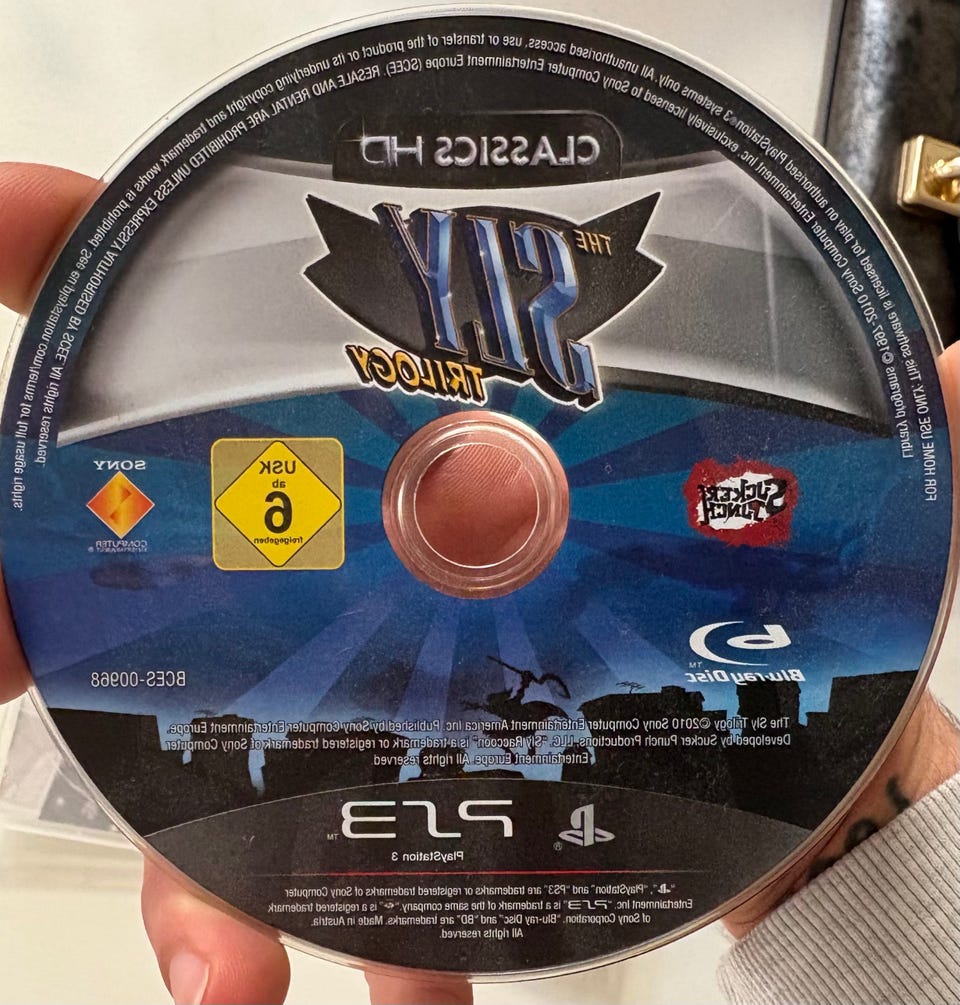 FOR HOME USE ONLY: This software is licensed for play on authorised PlayStation®3 systems only. All unauthorised access, use or transfer of the product or its underlying copyright and trademark works is prohibited. See eu.playstation.com/terms for full usage rights.
Library programs ©1997-2010 Sony Computer Entertainment Inc. exclusively licensed to Sony Computer Entertainment Europe (SCEE). RESALE AND RENTAL ARE PROHIBITED UNLESS EXPRESSLY AUTHORISED BY SCEE. All rights reserved.
CLASSICS HD
THE
SLY
TRILOGY
SUCKER
PUNCH
USK
ab
6
freigegeben
SONY
COMPUTER
ENTERTAINMENT®
Blu-ray Disc™
BCES-00968
The Sly Trilogy ©2010 Sony Computer Entertainment America Inc. Published by Sony Computer Entertainment Europe.
Developed by Sucker Punch Productions, LLC. "Sly Raccoon" is a trademark or registered trademark of Sony Computer
Entertainment Europe. All rights reserved.
® PS3™
PlayStation 3
" ", "PlayStation" and "PS3" are trademarks or registered trademarks of Sony Computer
Entertainment Inc. "PS3" is a trademark of the same company. " " is a registered trademark
of Sony Corporation. "Blu-ray Disc" and "BD" are trademarks. Made in Austria.
All rights reserved.